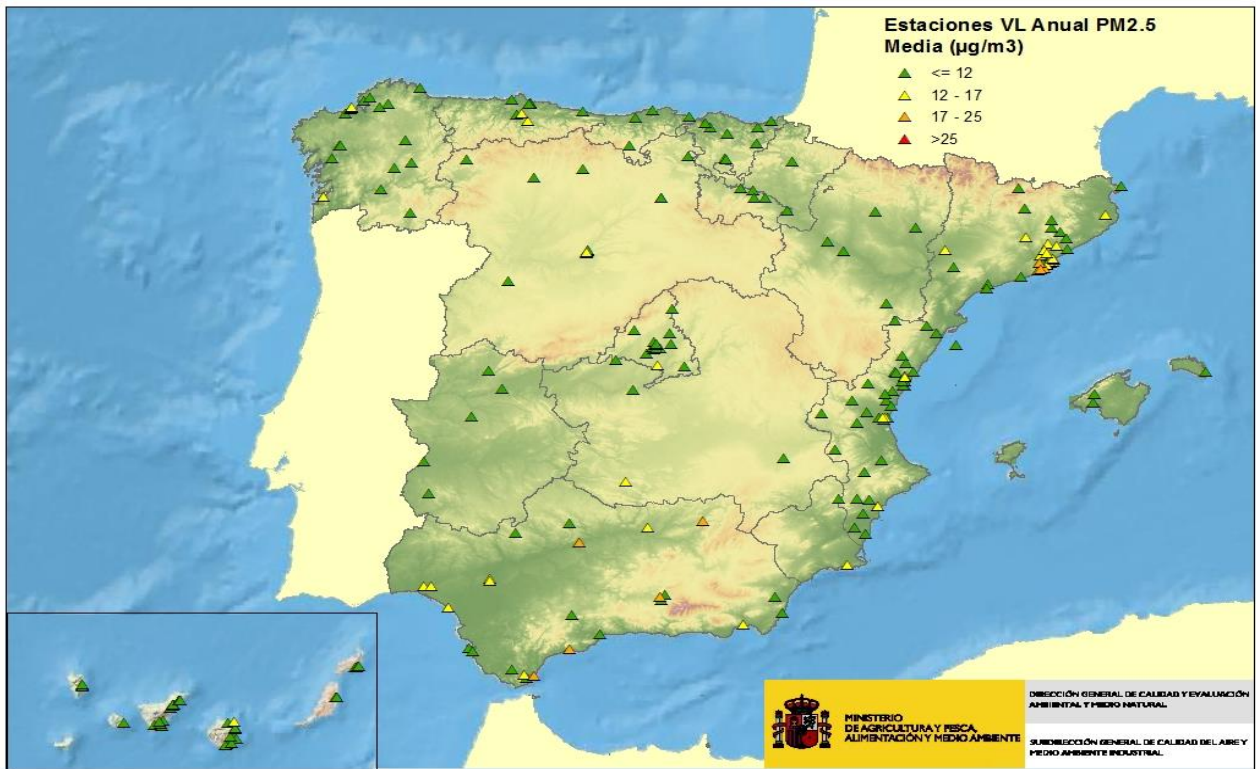 Estaciones VL Anual PM2.5
Media (µg/m3)
<= 12
12 - 17
17 - 25
>25
MINISTERIO
DE AGRICULTURA Y PESCA,
ALIMENTACIÓN Y MEDIO AMBIENTE
DIRECCIÓN GENERAL DE CALIDAD Y EVALUACIÓN
AMBIENTAL Y MEDIO NATURAL
SUBDIRECCIÓN GENERAL DE CALIDAD DEL AIRE Y
MEDIO AMBIENTE INDUSTRIAL